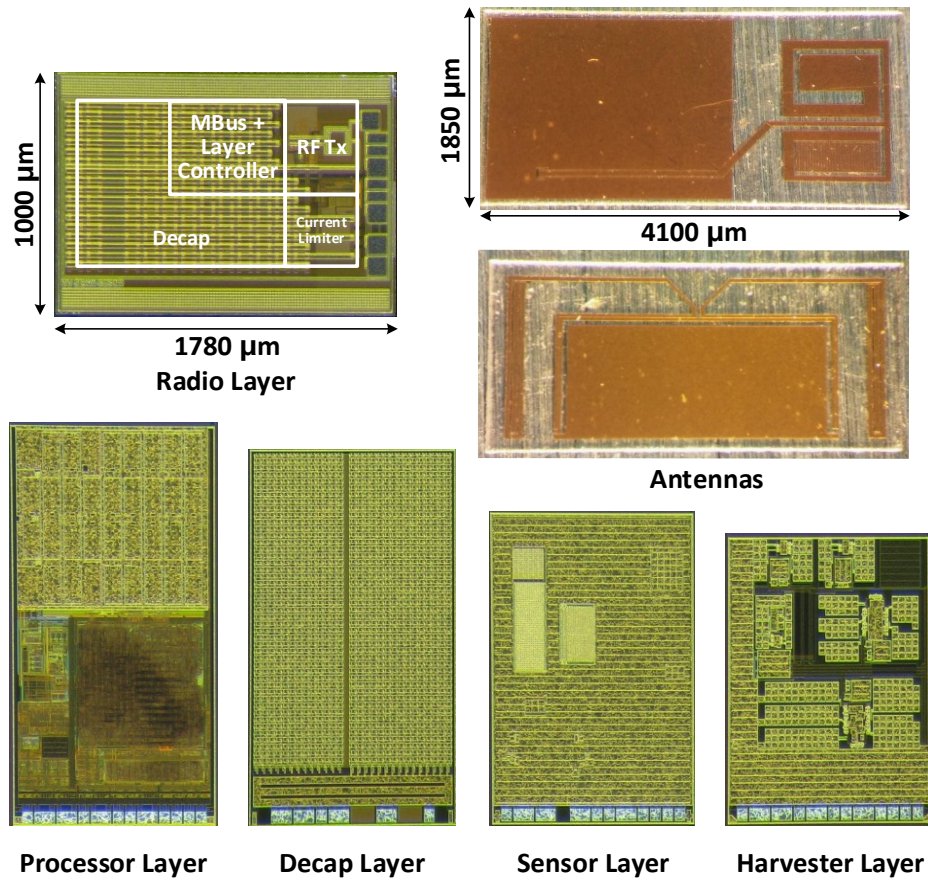 1000 µm
MBus +
Layer
Controller
RF Tx
Decap
Current
Limiter
1780 µm
Radio Layer
1850 µm
4100 µm
Antennas
Processor Layer
Decap Layer
Sensor Layer
Harvester Layer